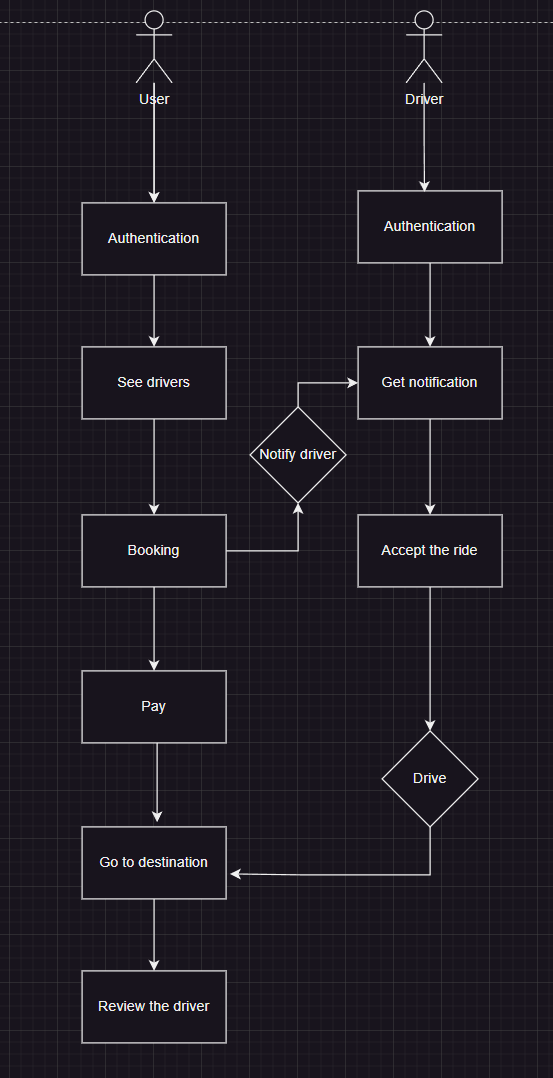 User
Driver
Authentication
Authentication
See drivers
Get notification
Notify driver
Booking
Accept the ride
Pay
Drive
Go to destination
Review the driver